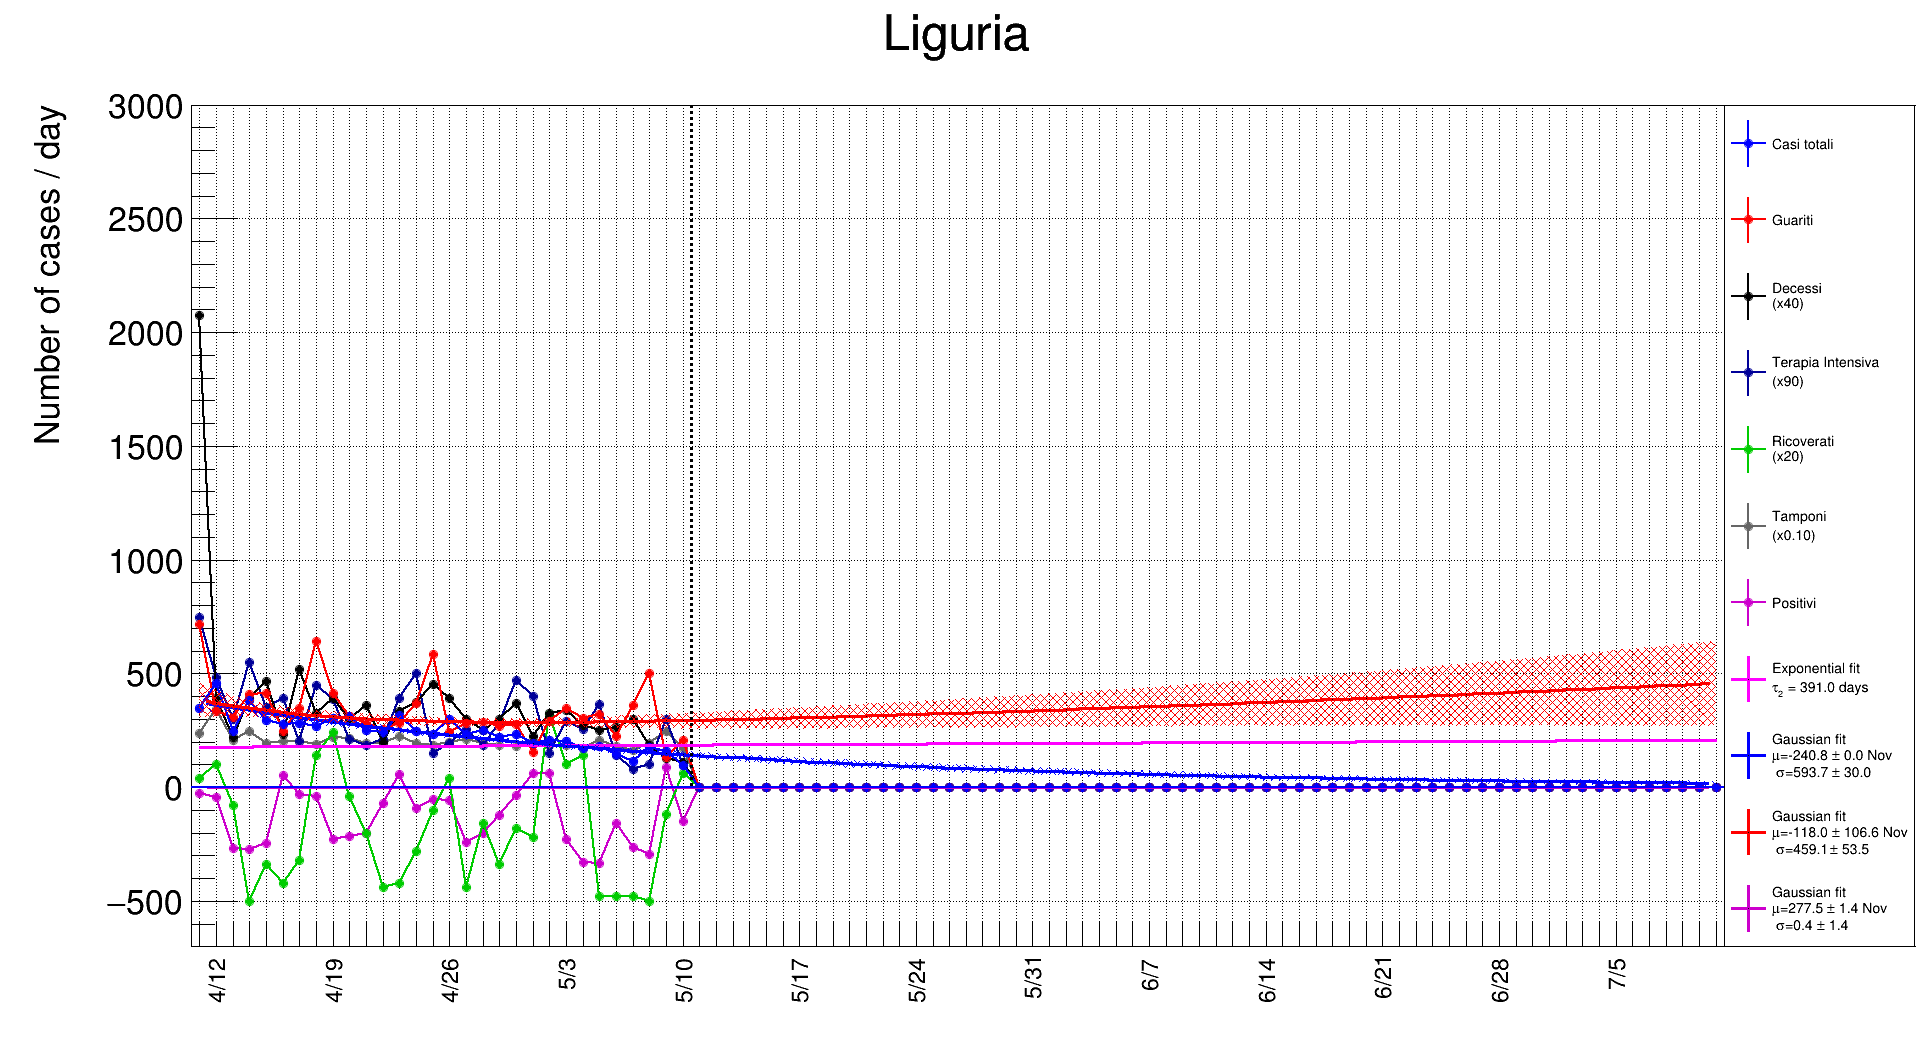 Liguria
Number of cases / day
3000
2500
2000
1500
1000
500
0
−500
4/12
4/19
4/26
5/3
5/10
5/17
5/24
5/31
6/7
6/14
6/21
6/28
7/5
Casi totali
Guariti
Decessi
(x40)
Terapia Intensiva
(x90)
Ricoverati
(x20)
Tamponi
(x0.10)
Positivi
Exponential fit
τ2 = 391.0 days
Gaussian fit
μ=-240.8 ± 0.0 Nov
σ=593.7 ± 30.0
Gaussian fit
μ=-118.0 ± 106.6 Nov
σ=459.1 ± 53.5
Gaussian fit
μ=277.5 ± 1.4 Nov
σ=0.4 ± 1.4